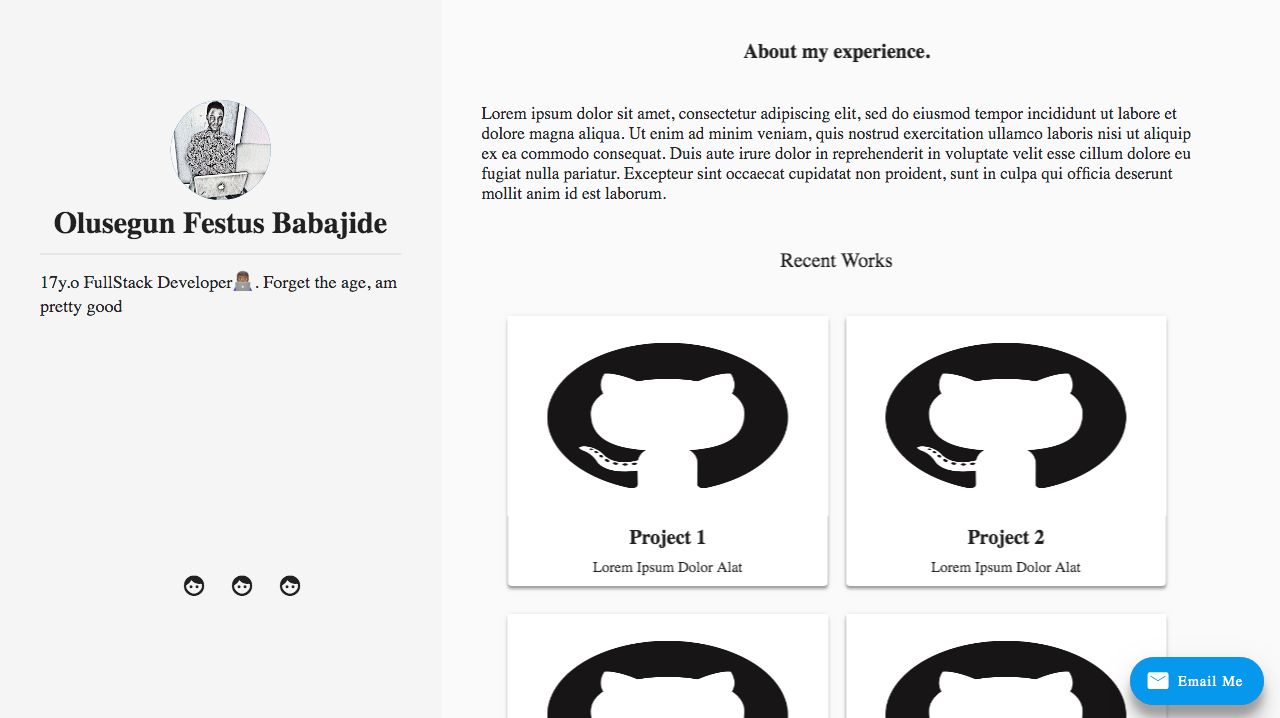 Olusegun Festus Babajide
17y.o FullStack Developer👨🏽‍💻. Forget the age, am
pretty good
About my experience.
Lorem ipsum dolor sit amet, consectetur adipiscing elit, sed do eiusmod tempor incididunt ut labore et
dolore magna aliqua. Ut enim ad minim veniam, quis nostrud exercitation ullamco laboris nisi ut aliquip
ex ea commodo consequat. Duis aute irure dolor in reprehenderit in voluptate velit esse cillum dolore eu
fugiat nulla pariatur. Excepteur sint occaecat cupidatat non proident, sunt in culpa qui officia deserunt
mollit anim id est laborum.
Recent Works
Project 1
Lorem Ipsum Dolor Alat
Project 2
Lorem Ipsum Dolor Alat
Email Me